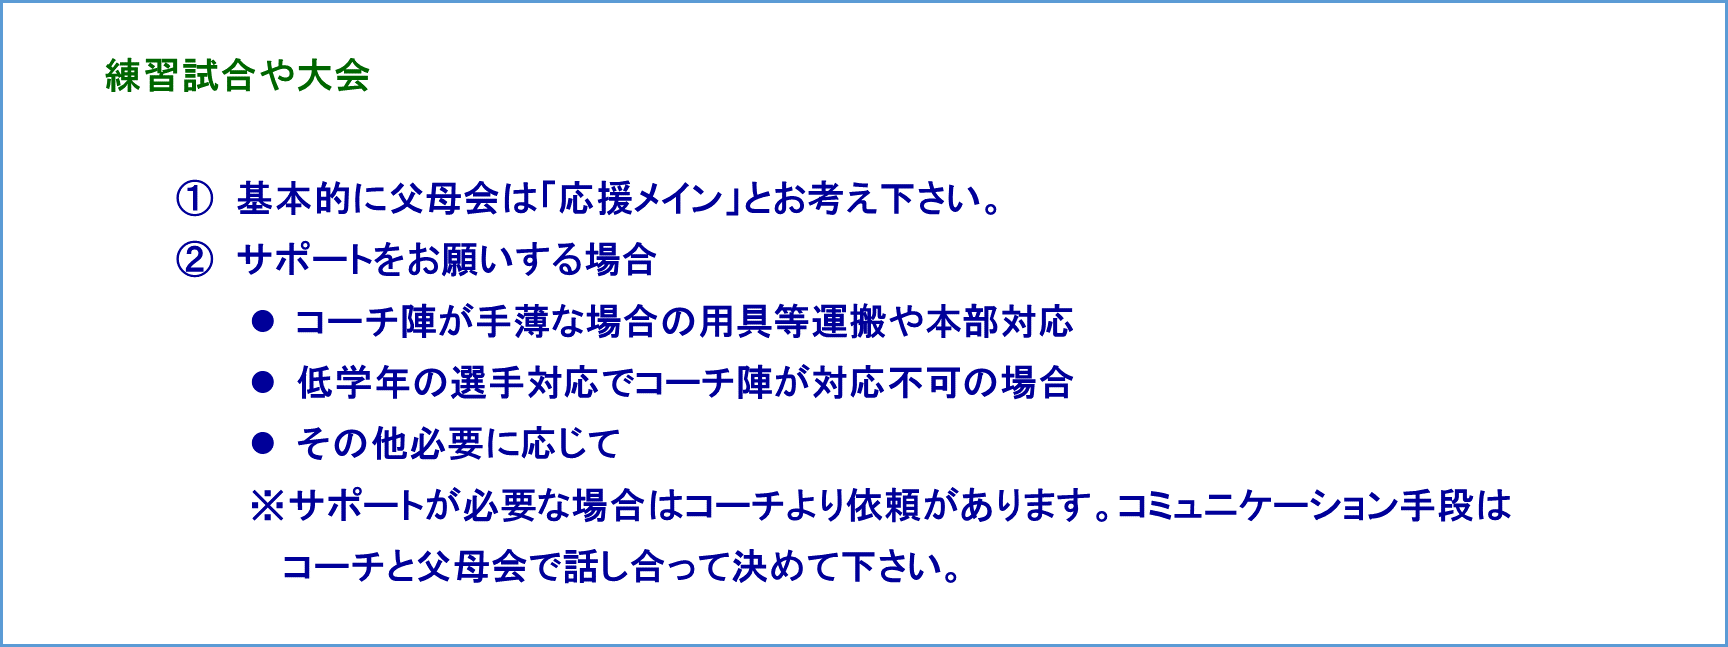 練習試合や大会
① 基本的に父母会は「応援メイン」とお考え下さい。
② サポートをお願いする場合
● コーチ陣が手薄な場合の用具等運搬や本部対応
● 低学年の選手対応でコーチ陣が対応不可の場合
● その他必要に応じて
※サポートが必要な場合はコーチより依頼があります。コミュニケーション手段は
コーチと父母会で話し合って決めて下さい。